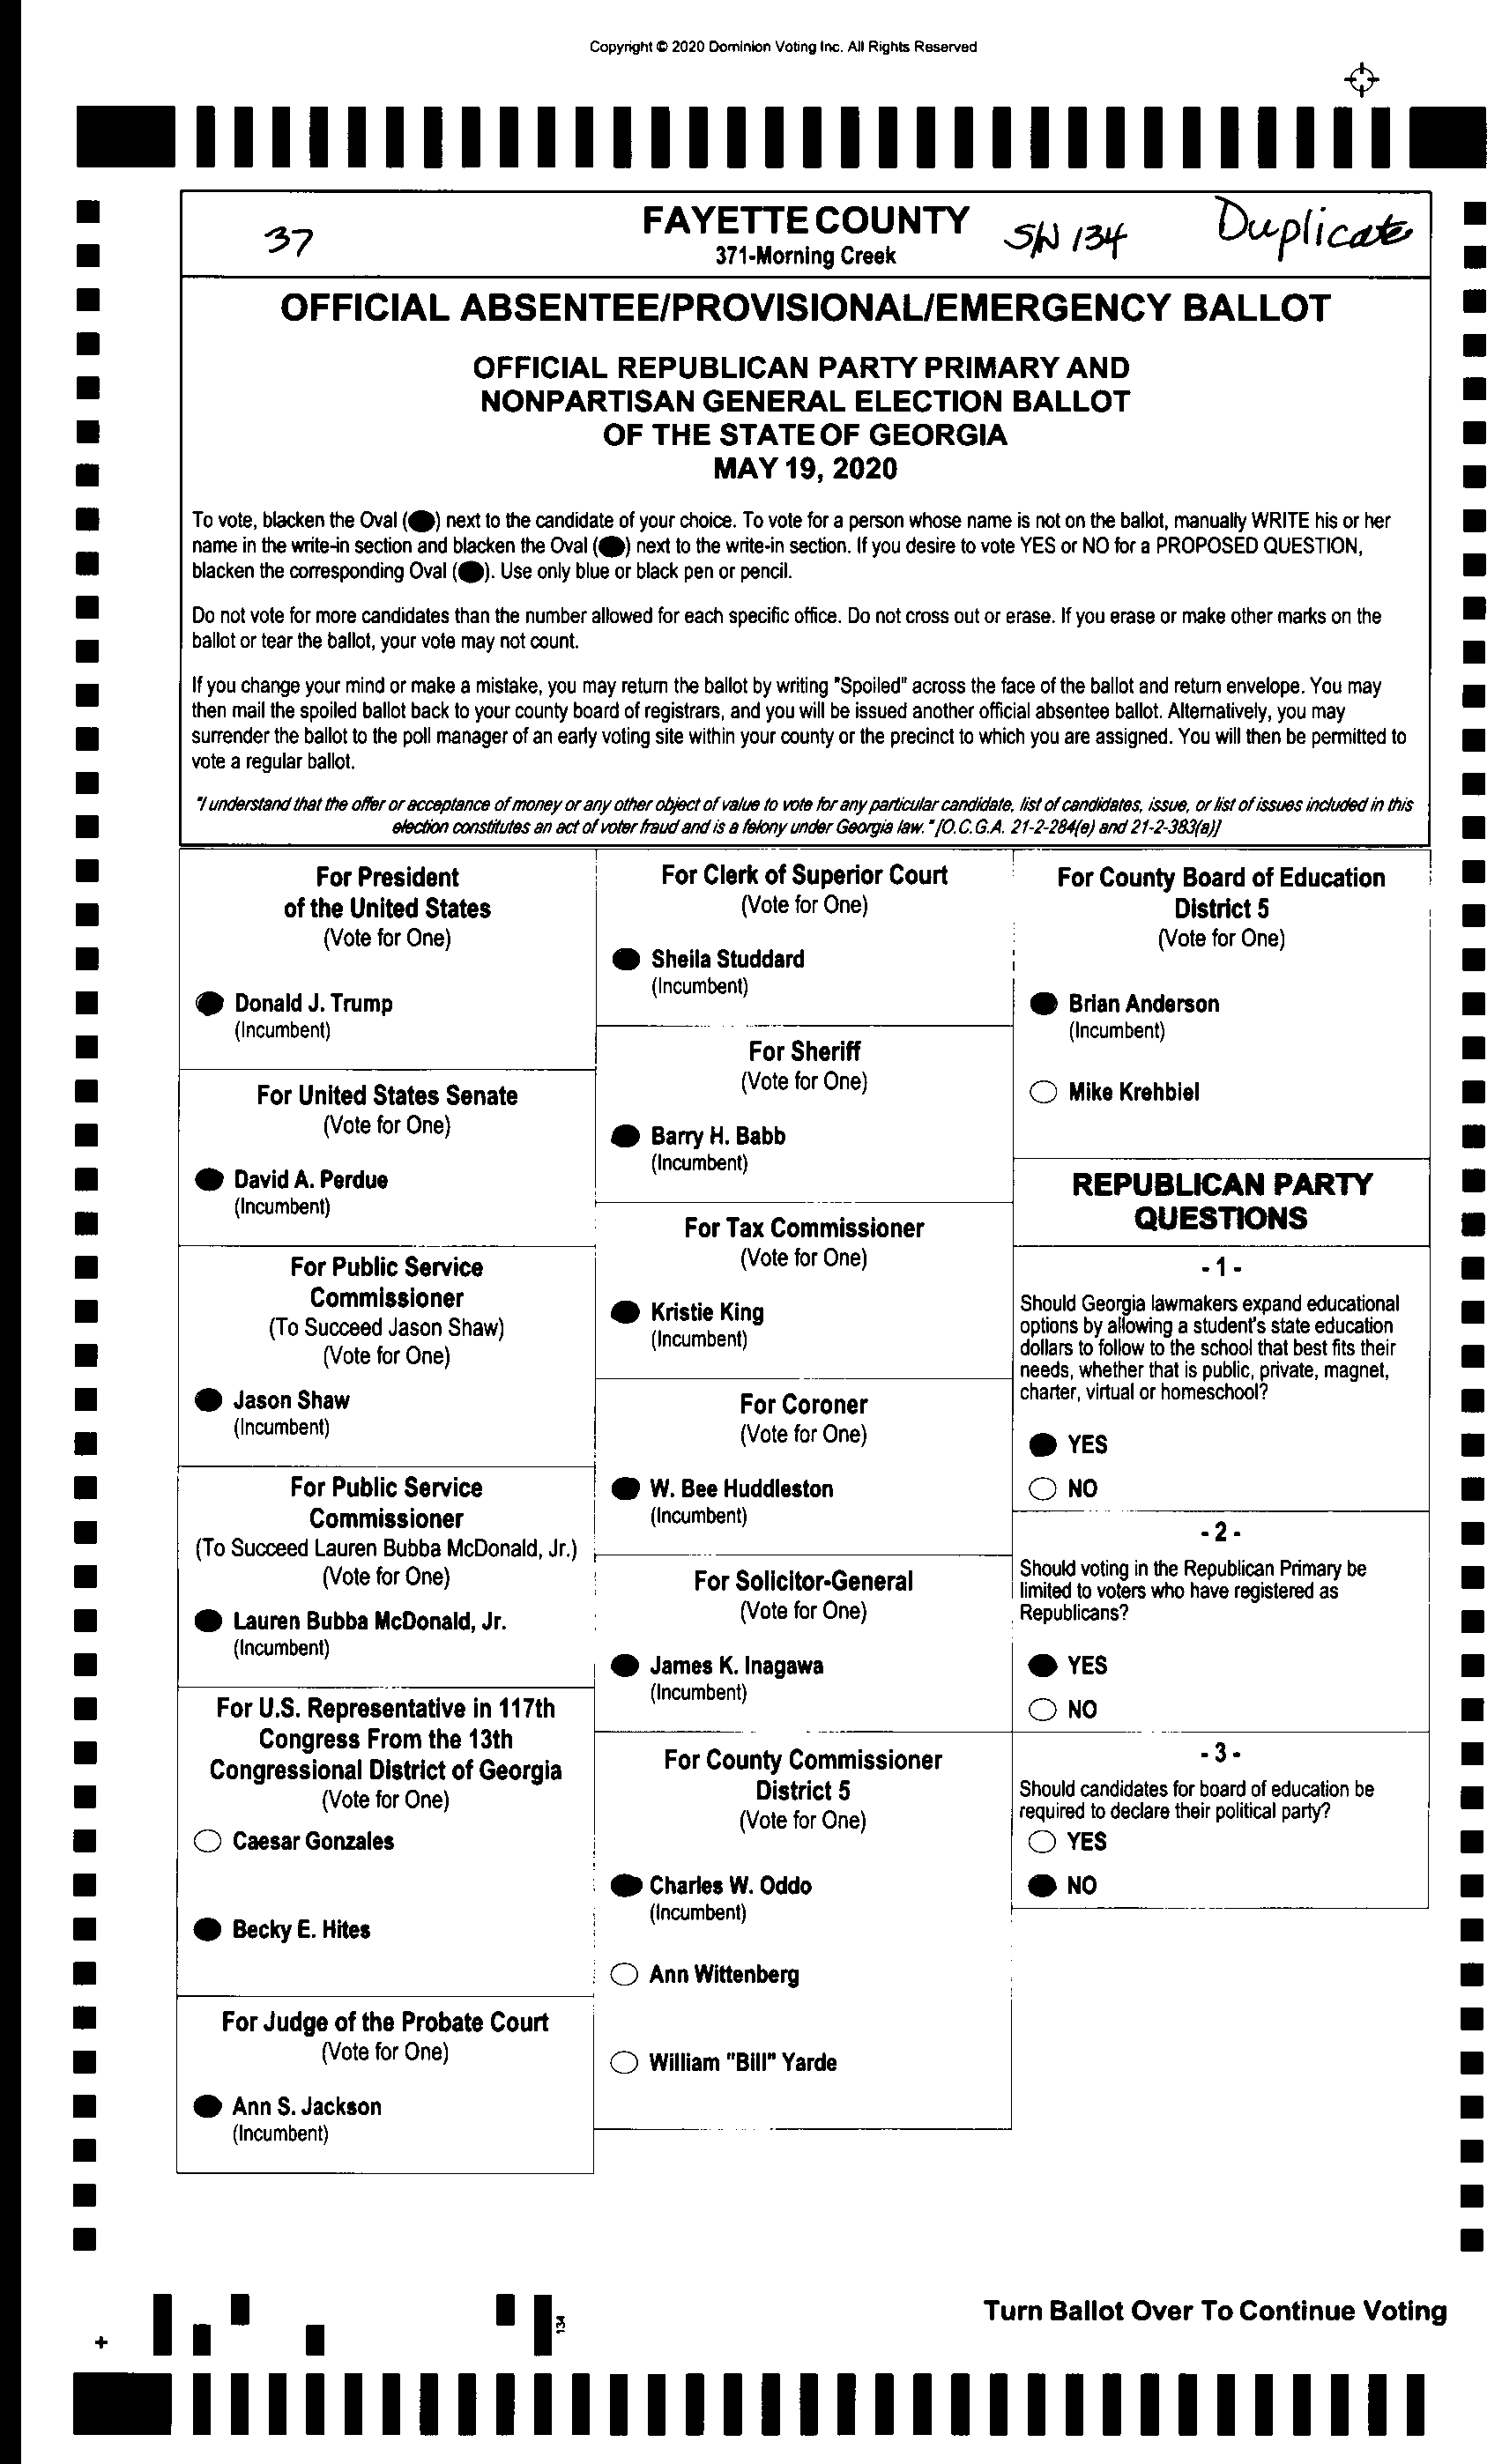 Copyright © 2020 Dominion Voting Inc. All Rights Reserved
37
FAYETTE COUNTY
371-Morning Creek
SW 134
Duplicate
OFFICIAL ABSENTEE/PROVISIONAL/EMERGENCY BALLOT
OFFICIAL REPUBLICAN PARTY PRIMARY AND
NONPARTISAN GENERAL ELECTION BALLOT
OF THE STATE OF GEORGIA
MAY 19, 2020
To vote, blacken the Oval (●) next to the candidate of your choice. To vote for a person whose name is not on the ballot, manually WRITE his or her
name in the write-in section and blacken the Oval (●) next to the write-in section. If you desire to vote YES or NO for a PROPOSED QUESTION,
blacken the corresponding Oval (●). Use only blue or black pen or pencil.
Do not vote for more candidates than the number allowed for each specific office. Do not cross out or erase. If you erase or make other marks on the
ballot or tear the ballot, your vote may not count.
If you change your mind or make a mistake, you may return the ballot by writing "Spoiled" across the face of the ballot and return envelope. You may
then mail the spoiled ballot back to your county board of registrars, and you will be issued another official absentee ballot. Alternatively, you may
surrender the ballot to the poll manager of an early voting site within your county or the precinct to which you are assigned. You will then be permitted to
vote a regular ballot.
"I understand that the offer or acceptance of money or any other object of value to vote for any particular candidate, list of candidates, issue, or list of issues included in this
election constitutes an act of voter fraud and is a felony under Georgia law." [O.C.G.A. 21-2-284(e) and 21-2-383(a)]
For President
of the United States
(Vote for One)
Donald J. Trump
(Incumbent)
For United States Senate
(Vote for One)
David A. Perdue
(Incumbent)
For Public Service
Commissioner
(To Succeed Jason Shaw)
(Vote for One)
Jason Shaw
(Incumbent)
For Public Service
Commissioner
(To Succeed Lauren Bubba McDonald, Jr.)
(Vote for One)
Lauren Bubba McDonald, Jr.
(Incumbent)
For U.S. Representative in 117th
Congress From the 13th
Congressional District of Georgia
(Vote for One)
Caesar Gonzales
Becky E. Hites
For Judge of the Probate Court
(Vote for One)
Ann S. Jackson
(Incumbent)
For Clerk of Superior Court
(Vote for One)
Sheila Studdard
(Incumbent)
For Sheriff
(Vote for One)
Barry H. Babb
(Incumbent)
For Tax Commissioner
(Vote for One)
Kristie King
(Incumbent)
For Coroner
(Vote for One)
W. Bee Huddleston
(Incumbent)
For Solicitor-General
(Vote for One)
James K. Inagawa
(Incumbent)
For County Commissioner
District 5
(Vote for One)
Charles W. Oddo
(Incumbent)
Ann Wittenberg
William "Bill" Yarde
For County Board of Education
District 5
(Vote for One)
Brian Anderson
(Incumbent)
Mike Krehbiel
REPUBLICAN PARTY
QUESTIONS
- 1 -
Should Georgia lawmakers expand educational
options by allowing a student's state education
dollars to follow to the school that best fits their
needs, whether that is public, private, magnet,
charter, virtual or homeschool?
YES
NO
- 2 -
Should voting in the Republican Primary be
limited to voters who have registered as
Republicans?
YES
NO
- 3 -
Should candidates for board of education be
required to declare their political party?
YES
NO
Turn Ballot Over To Continue Voting
134